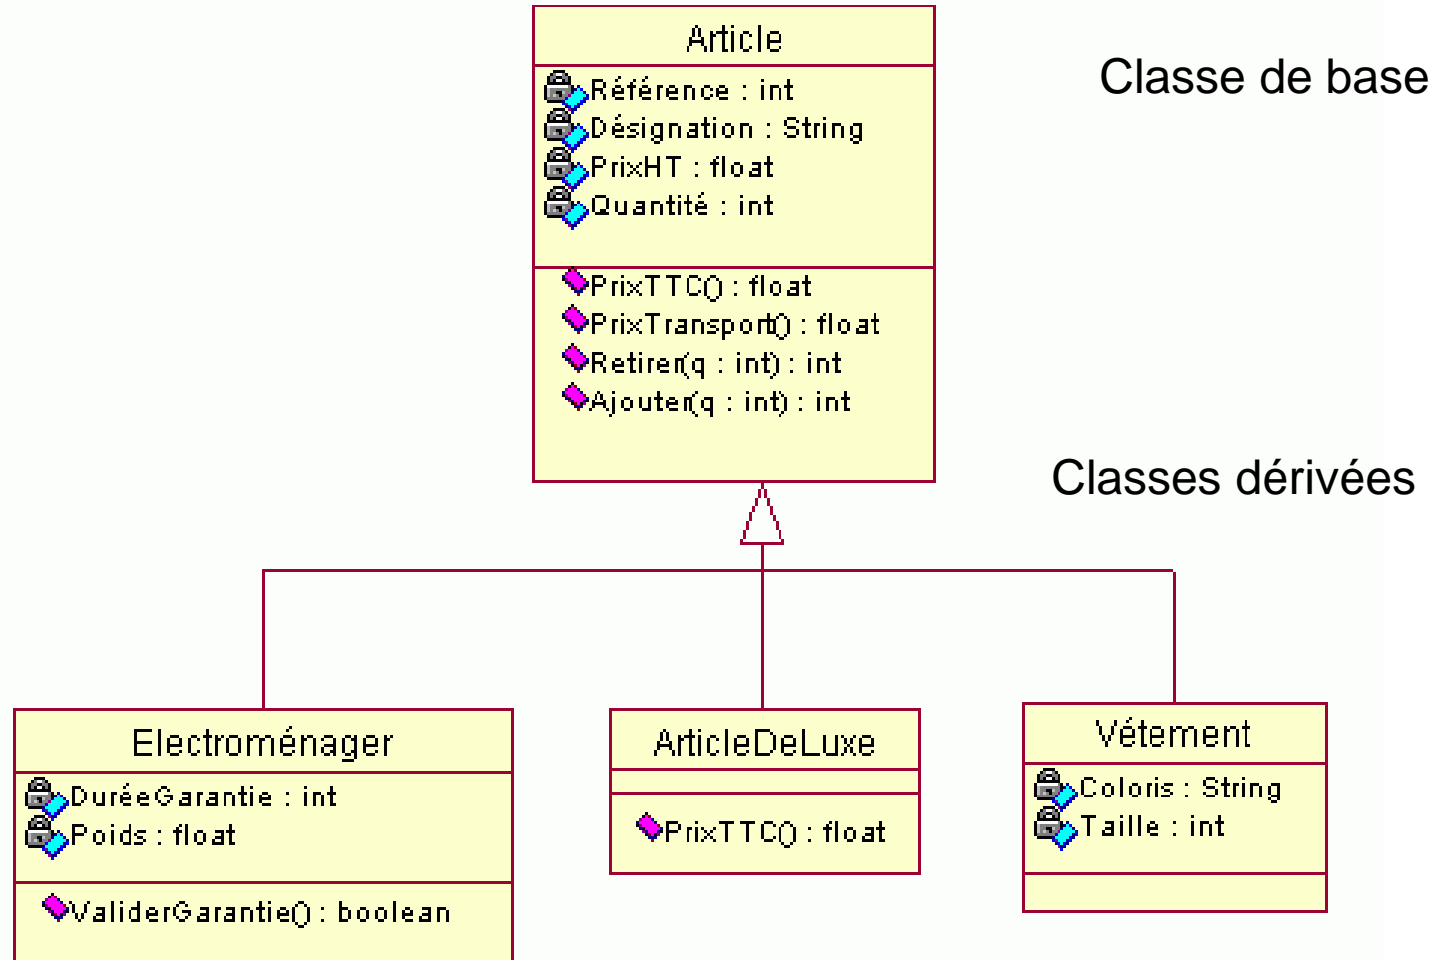 Article
Classe de base
Référence : int
Désignation : String
PrixHT : float
Quantité : int
PrixTTC() : float
PrixTransport() : float
Retirer(q : int) : int
Ajouter(q : int) : int
Classes dérivées
Electroménager
DuréeGarantie : int
Poids : float
ValiderGarantie() : boolean
ArticleDeLuxe
PrixTTC() : float
Vétement
Coloris : String
Taille : int